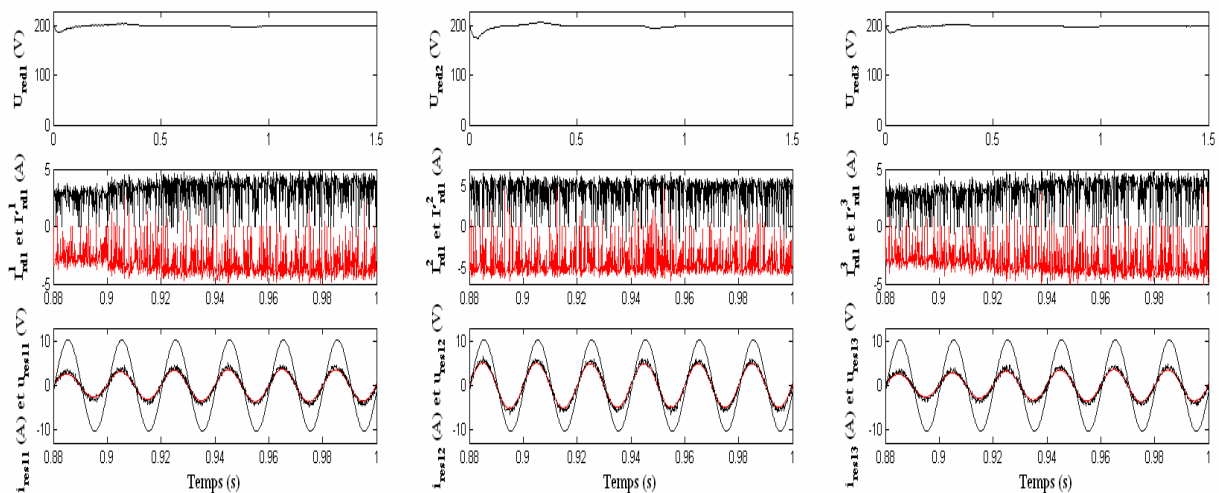 U_red1 (V)
200
100
0
0 0.5 1 1.5
U_red2 (V)
200
100
0
0 0.5 1 1.5
U_red3 (V)
200
100
0
0 0.5 1 1.5
I^1_rd1 et I'^1_rd1 (A)
5
0
-5
0.88 0.9 0.92 0.94 0.96 0.98 1
I^2_rd1 et I'^2_rd1 (A)
5
0
-5
0.88 0.9 0.92 0.94 0.96 0.98 1
I^3_rd1 et I'^3_rd1 (A)
5
0
-5
0.88 0.9 0.92 0.94 0.96 0.98 1
i_res11 (A) et u_res11 (V)
10
0
-10
0.88 0.9 0.92 0.94 0.96 0.98 1
Temps (s)
i_res12 (A) et u_res12 (V)
10
0
-10
0.88 0.9 0.92 0.94 0.96 0.98 1
Temps (s)
i_res13 (A) et u_res13 (V)
10
0
-10
0.88 0.9 0.92 0.94 0.96 0.98 1
Temps (s)